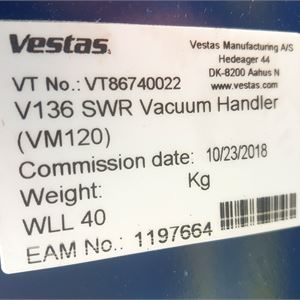 Vestas.
Vestas Manufacturing A/S
Hedeager 44
DK-8200 Aahus N
www.vestas.com
VT No.: VT86740022
V136 SWR Vacuum Handler
(VM120)
Commission date: 10/23/2018
Weight: Kg
WLL 40
EAM No.: 1197664